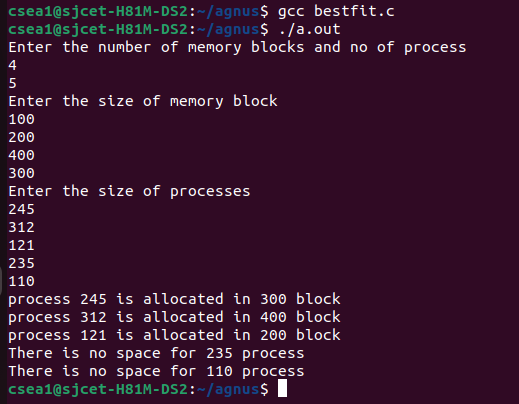 csea1@sjcet-H81M-DS2:~/agnus$ gcc bestfit.c
csea1@sjcet-H81M-DS2:~/agnus$ ./a.out
Enter the number of memory blocks and no of process
4
5
Enter the size of memory block
100
200
400
300
Enter the size of processes
245
312
121
235
110
process 245 is allocated in 300 block
process 312 is allocated in 400 block
process 121 is allocated in 200 block
There is no space for 235 process
There is no space for 110 process
csea1@sjcet-H81M-DS2:~/agnus$